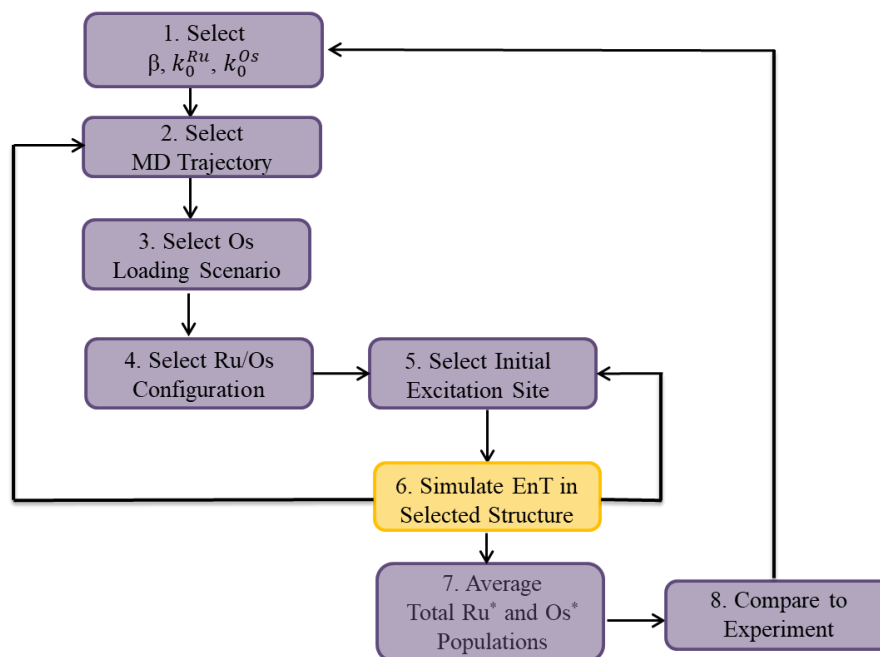 1. Select
β, k₀ᴿᵘ, k₀ᴼˢ
2. Select
MD Trajectory
3. Select Os
Loading Scenario
4. Select Ru/Os
Configuration
5. Select Initial
Excitation Site
6. Simulate EnT in
Selected Structure
7. Average
Total Ru* and Os*
Populations
8. Compare to
Experiment